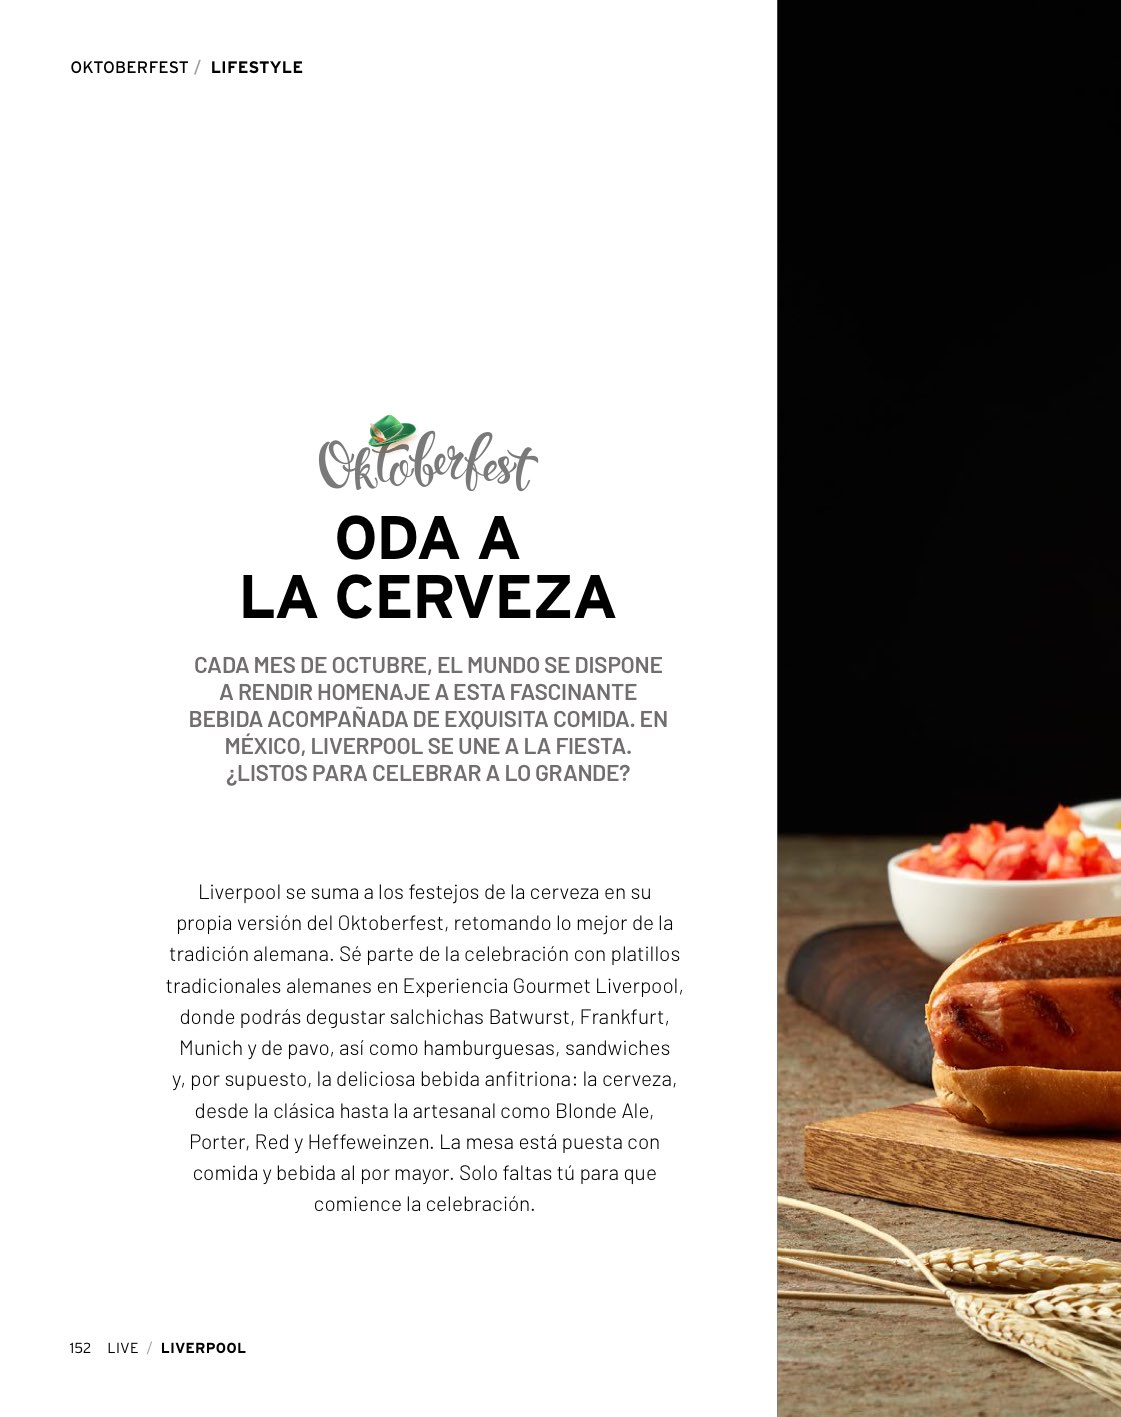 OKTOBERFEST / LIFESTYLE
Oktoberfest
ODA A
LA CERVEZA
CADA MES DE OCTUBRE, EL MUNDO SE DISPONE
A RENDIR HOMENAJE A ESTA FASCINANTE
BEBIDA ACOMPAÑADA DE EXQUISITA COMIDA. EN
MÉXICO, LIVERPOOL SE UNE A LA FIESTA.
¿LISTOS PARA CELEBRAR A LO GRANDE?
Liverpool se suma a los festejos de la cerveza en su
propia versión del Oktoberfest, retomando lo mejor de la
tradición alemana. Sé parte de la celebración con platillos
tradicionales alemanes en Experiencia Gourmet Liverpool,
donde podrás degustar salchichas Batwurst, Frankfurt,
Munich y de pavo, así como hamburguesas, sandwiches
y, por supuesto, la deliciosa bebida anfitriona: la cerveza,
desde la clásica hasta la artesanal como Blonde Ale,
Porter, Red y Heffeweinzen. La mesa está puesta con
comida y bebida al por mayor. Solo faltas tú para que
comience la celebración.
152 LIVE / LIVERPOOL